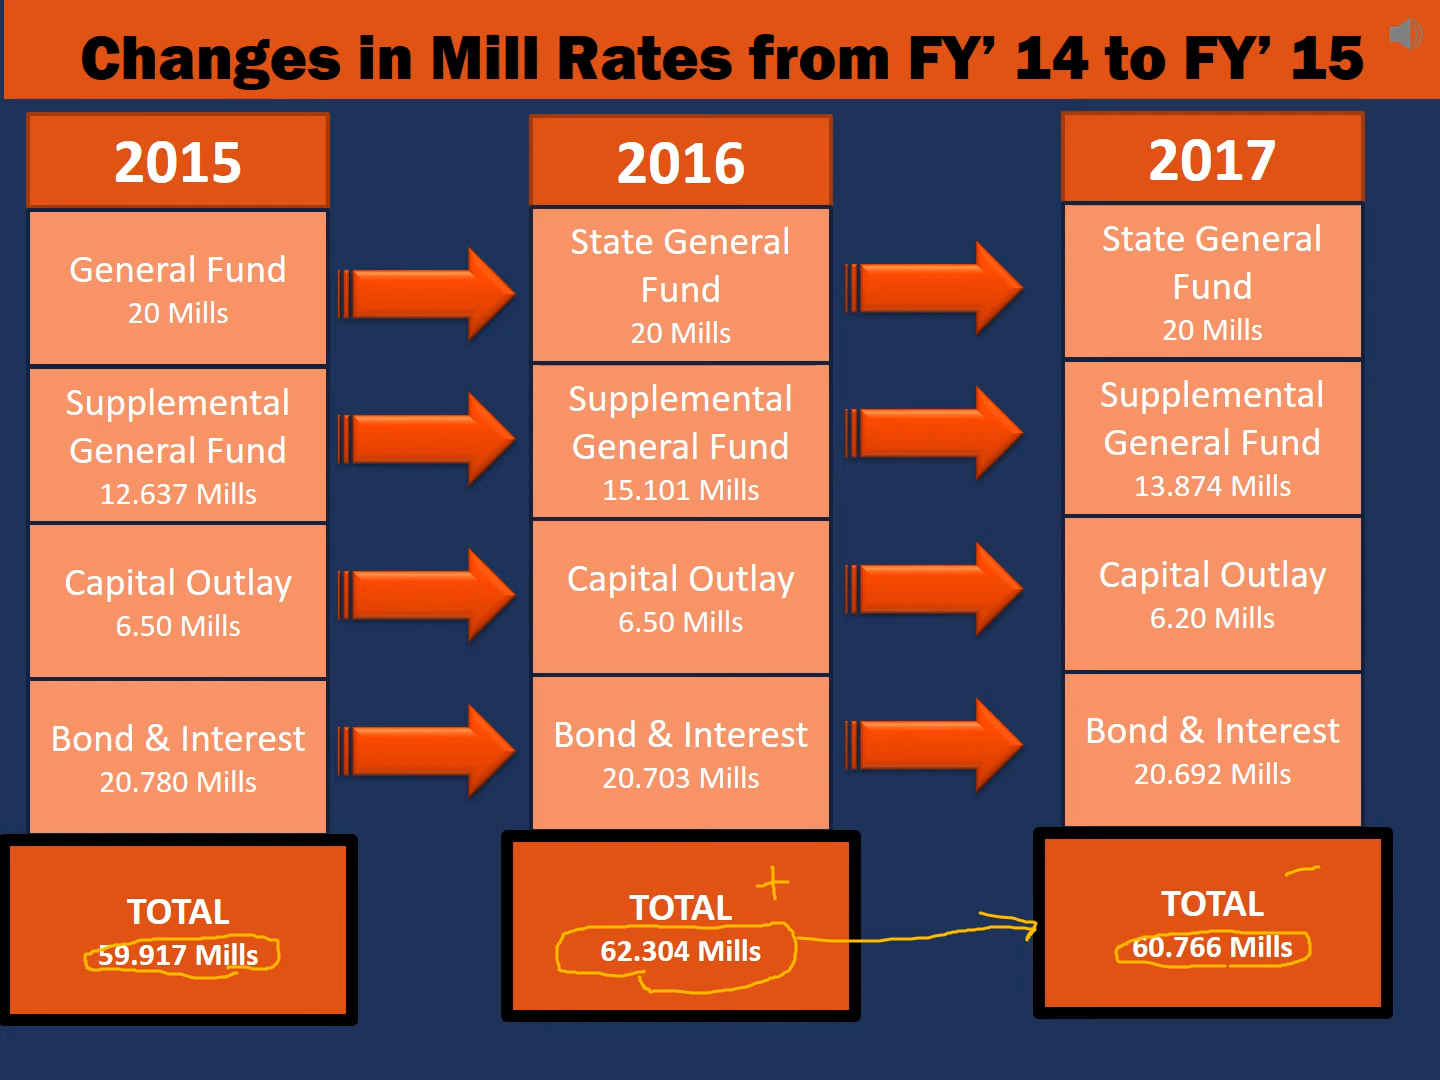 Changes in Mill Rates from FY’ 14 to FY’ 15
2015
General Fund
20 Mills
Supplemental
General Fund
12.637 Mills
Capital Outlay
6.50 Mills
Bond & Interest
20.780 Mills
TOTAL
59.917 Mills
2016
State General
Fund
20 Mills
Supplemental
General Fund
15.101 Mills
Capital Outlay
6.50 Mills
Bond & Interest
20.703 Mills
TOTAL
+
62.304 Mills
2017
State General
Fund
20 Mills
Supplemental
General Fund
13.874 Mills
Capital Outlay
6.20 Mills
Bond & Interest
20.692 Mills
-
TOTAL
60.766 Mills